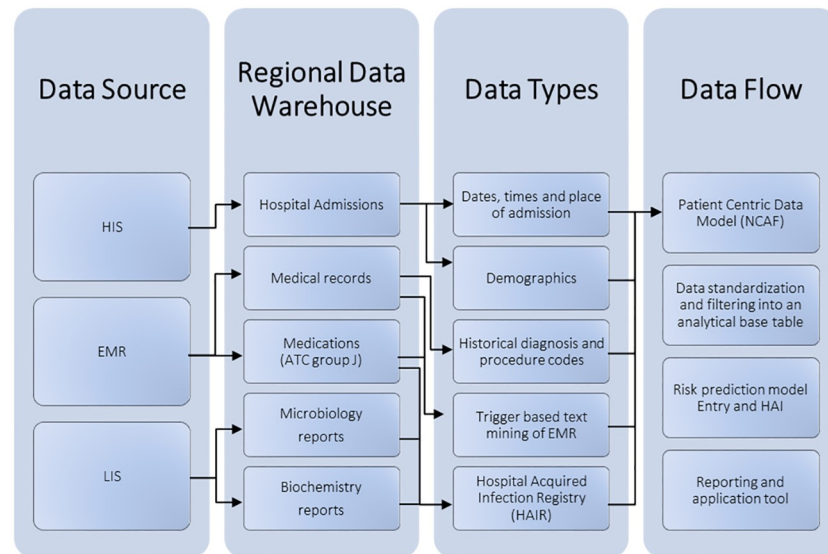 Data Source
HIS
EMR
LIS
Regional Data
Warehouse
Hospital Admissions
Medical records
Medications
(ATC group J)
Microbiology
reports
Biochemistry
reports
Data Types
Dates, times and place
of admission
Demographics
Historical diagnosis and
procedure codes
Trigger based text
mining of EMR
Hospital Acquired
Infection Registry
(HAIR)
Data Flow
Patient Centric Data
Model (NCAF)
Data standardization
and filtering into an
analytical base table
Risk prediction model
Entry and HAI
Reporting and
application tool